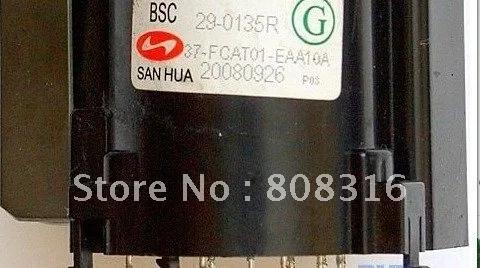 BSC 29-0135R G
37-FCAT01-EAA10A
SAN HUA 20080926 P03
Store No : 808316